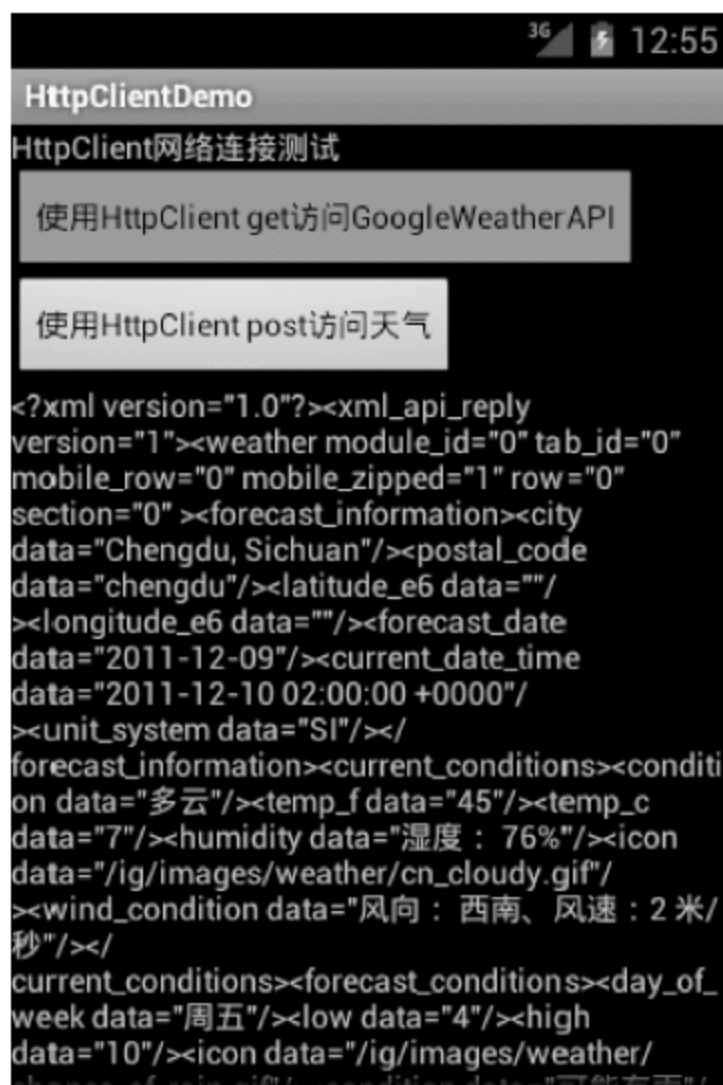 3G 12:55
HttpClientDemo
HttpClient网络连接测试
使用HttpClient get访问GoogleWeatherAPI
使用HttpClient post访问天气
<?xml version="1.0"?><xml_api_reply
version="1"><weather module_id="0" tab_id="0"
mobile_row="0" mobile_zipped="1" row="0"
section="0" ><forecast_information><city
data="Chengdu, Sichuan"/><postal_code
data="chengdu"/><latitude_e6 data=""/
><longitude_e6 data=""/><forecast_date
data="2011-12-09"/><current_date_time
data="2011-12-10 02:00:00 +0000"/
><unit_system data="SI"/></
forecast_information><current_conditions><conditi
on data="多云"/><temp_f data="45"/><temp_c
data="7"/><humidity data="湿度： 76%"/><icon
data="/ig/images/weather/cn_cloudy.gif"/
><wind_condition data="风向： 西南、风速：2 米/
秒"/></
current_conditions><forecast_conditions><day_of_
week data="周五"/><low data="4"/><high
data="10"/><icon data="/ig/images/weather/